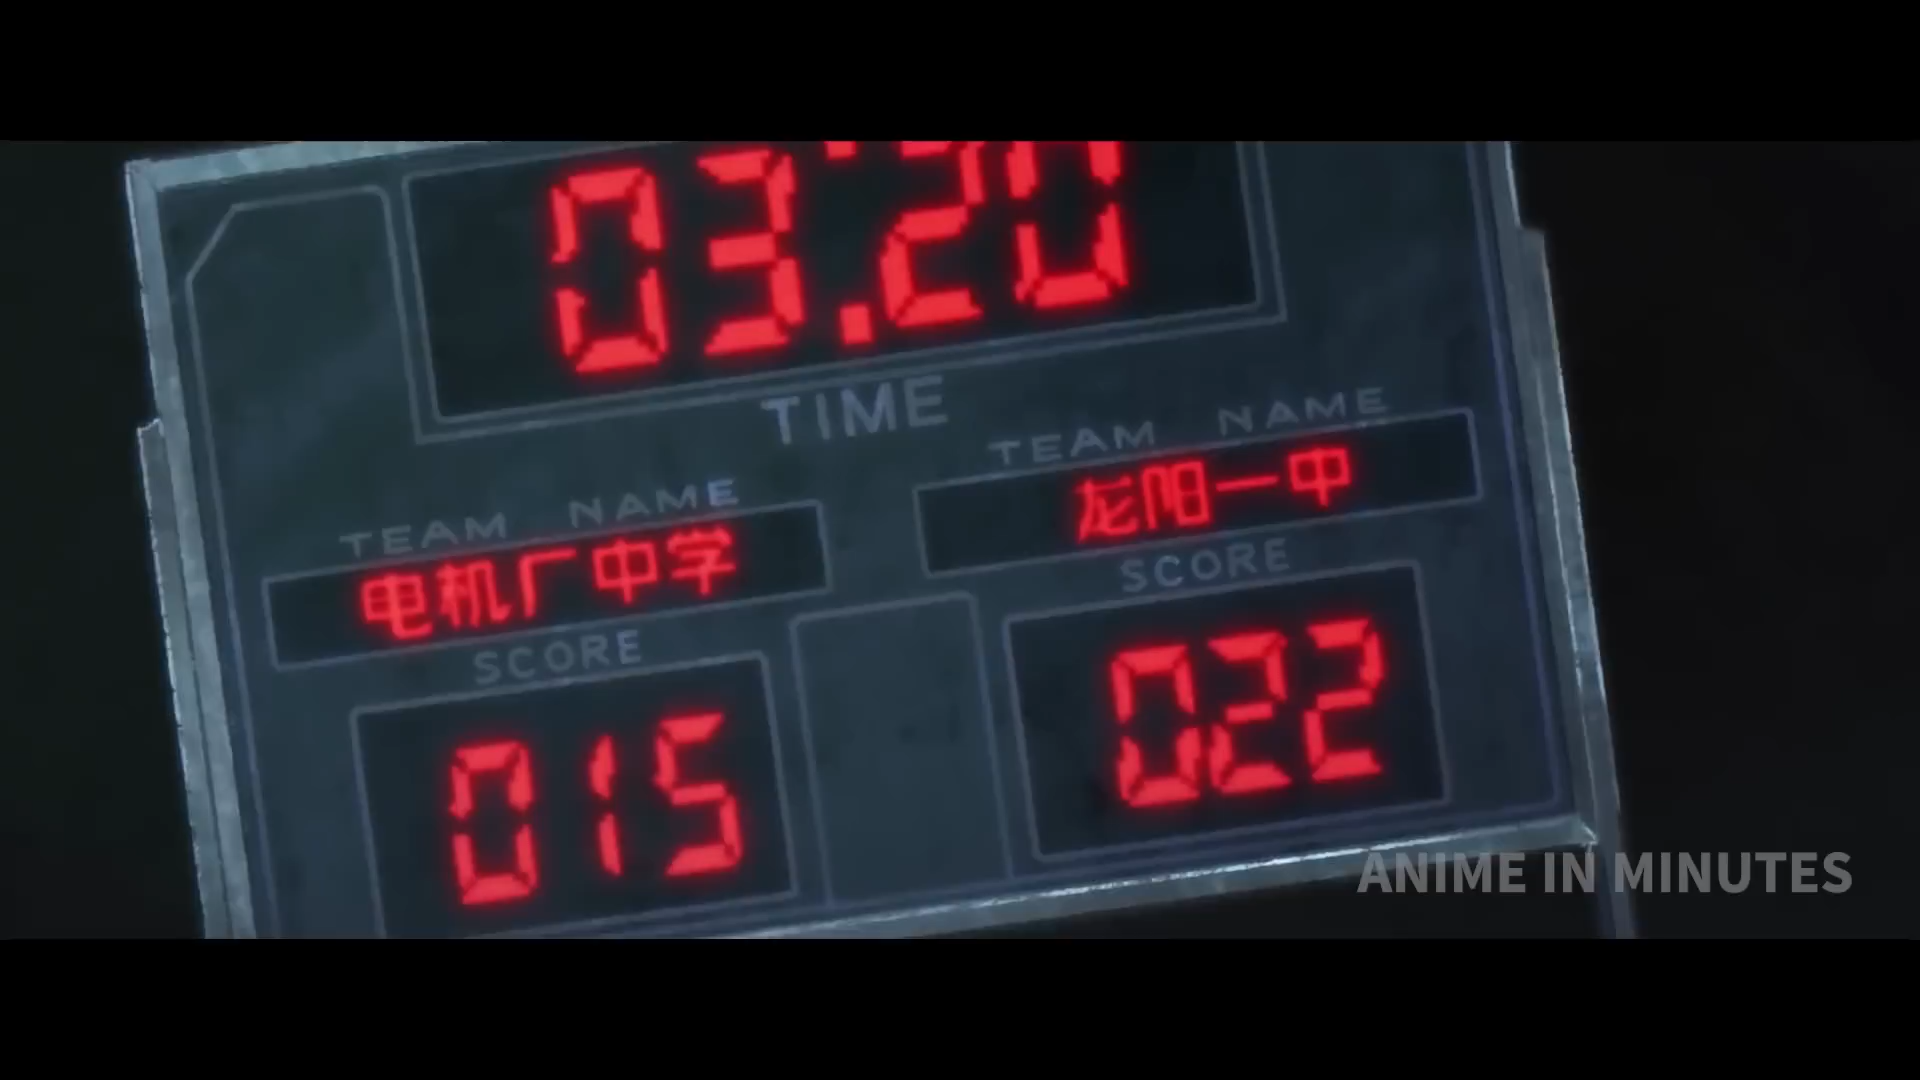 03:20
TIME
TEAM NAME
电机厂中学
SCORE
015
TEAM NAME
龙阳一中
SCORE
022
ANIME IN MINUTES